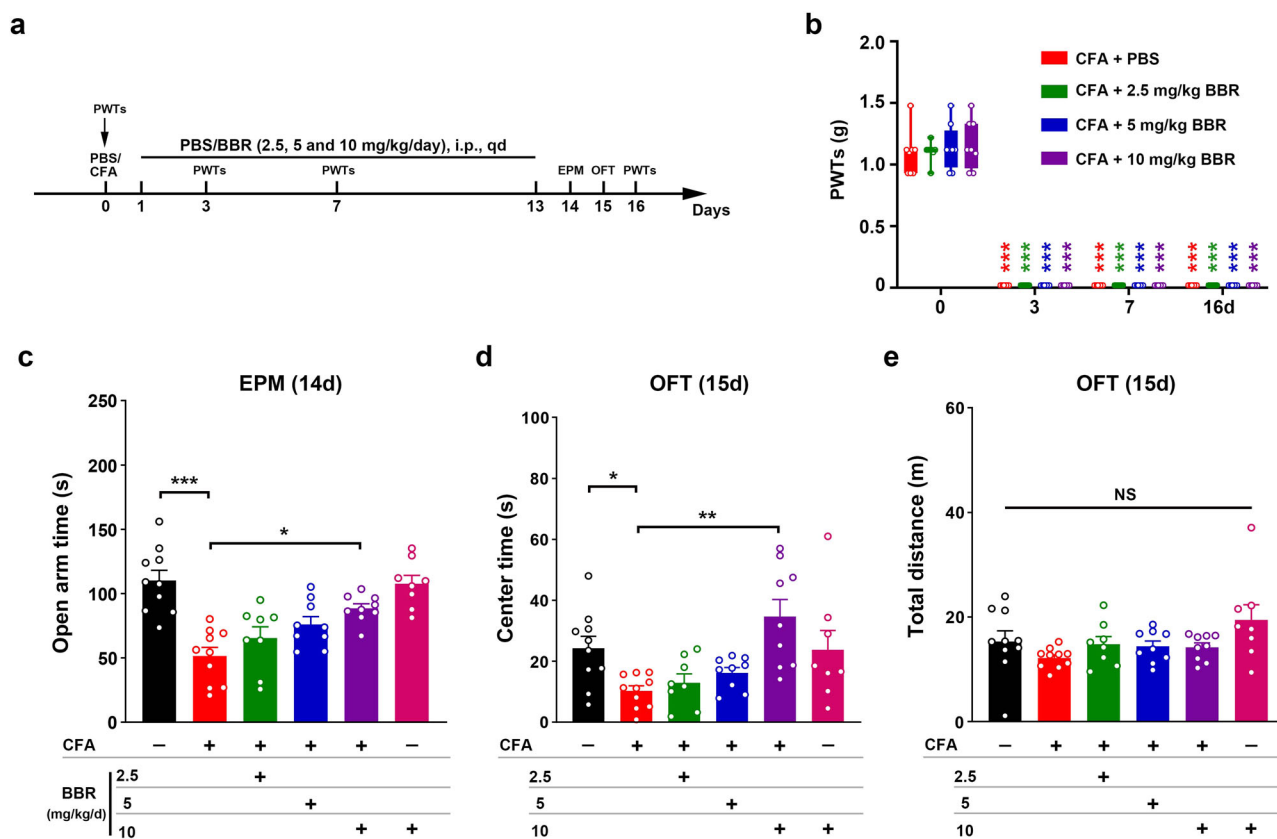 a
PWTs
PBS/
CFA
PBS/BBR (2.5, 5 and 10 mg/kg/day), i.p., qd
PWTs PWTs EPM OFT PWTs
0 1 3 7 13 14 15 16 Days
b
PWTs (g)
2.0
1.5
1.0
0.5
0
CFA + PBS
CFA + 2.5 mg/kg BBR
CFA + 5 mg/kg BBR
CFA + 10 mg/kg BBR
*** *** *** *** *** *** *** *** *** *** *** ***
0 3 7 16d
c
EPM (14d)
Open arm time (s)
250
200
150
100
50
0
***
*
CFA − + + + + −
BBR
(mg/kg/d)
2.5 +
5 +
10 + +
d
OFT (15d)
Center time (s)
100
80
60
40
20
0
*
**
CFA − + + + + −
2.5 +
5 +
10 + +
e
OFT (15d)
Total distance (m)
60
40
20
0
NS
CFA − + + + + −
2.5 +
5 +
10 + +